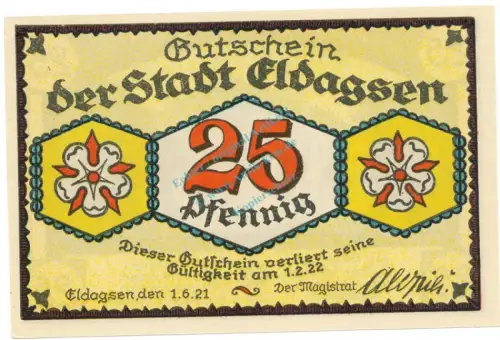 Gutschein
der Stadt Eldagsen
25
Pfennig
Dieser Gutschein verliert seine
Gültigkeit am 1.2.22
Eldagsen, den 1.6.21 Der Magistrat